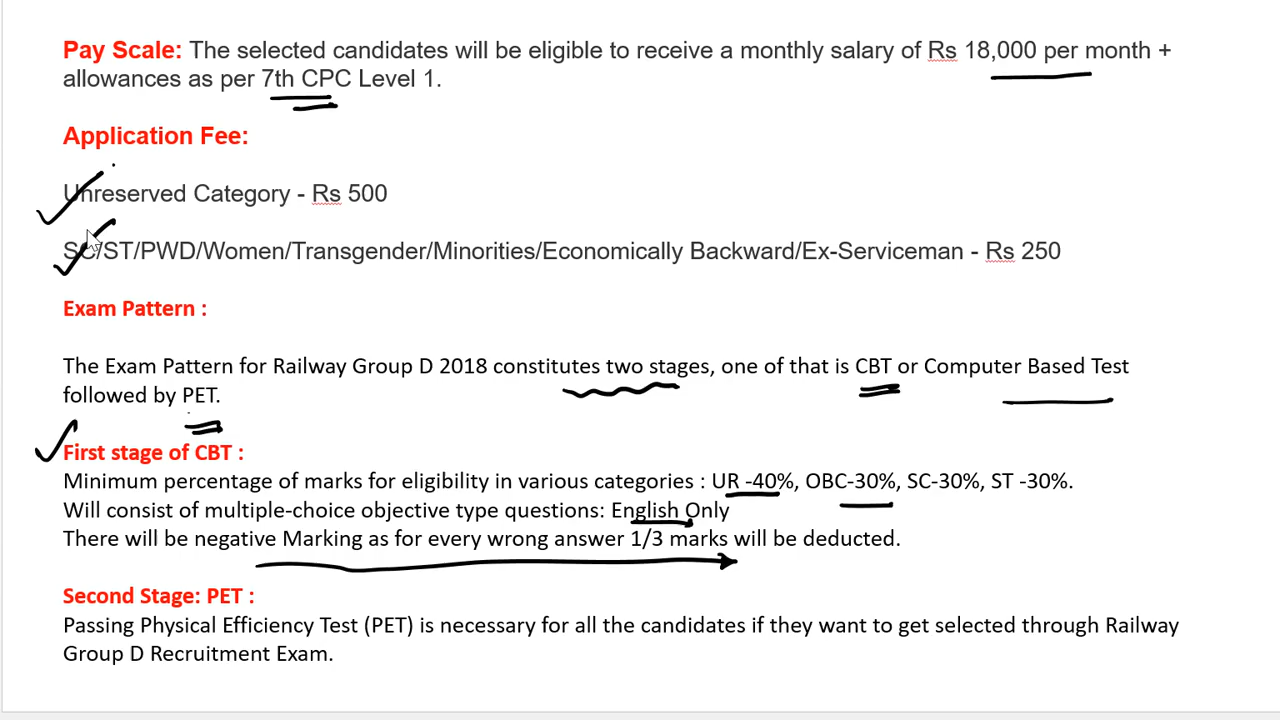 Pay Scale: The selected candidates will be eligible to receive a monthly salary of Rs 18,000 per month +
allowances as per 7th CPC Level 1.
Application Fee:
Unreserved Category - Rs 500
SC/ST/PWD/Women/Transgender/Minorities/Economically Backward/Ex-Serviceman - Rs 250
Exam Pattern :
The Exam Pattern for Railway Group D 2018 constitutes two stages, one of that is CBT or Computer Based Test
followed by PET.
First stage of CBT :
Minimum percentage of marks for eligibility in various categories : UR -40%, OBC-30%, SC-30%, ST -30%.
Will consist of multiple-choice objective type questions: English Only
There will be negative Marking as for every wrong answer 1/3 marks will be deducted.
Second Stage: PET :
Passing Physical Efficiency Test (PET) is necessary for all the candidates if they want to get selected through Railway
Group D Recruitment Exam.